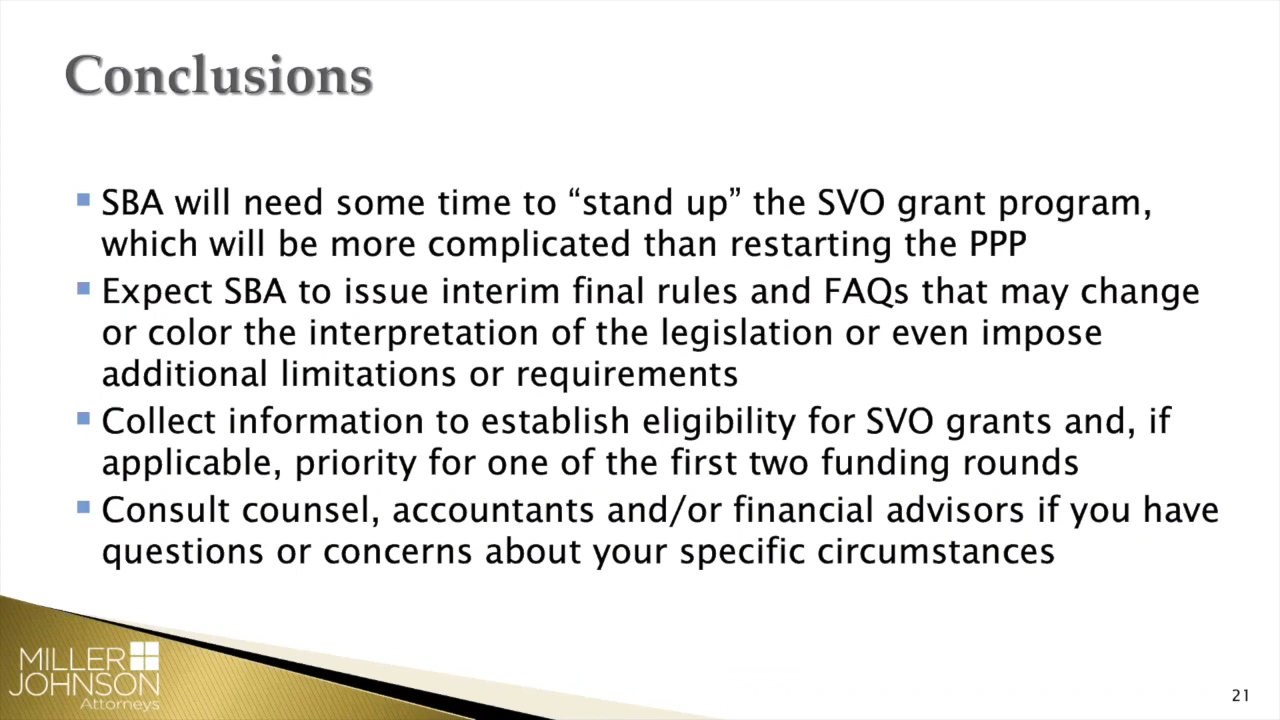 Conclusions
▪ SBA will need some time to “stand up” the SVO grant program,
which will be more complicated than restarting the PPP
▪ Expect SBA to issue interim final rules and FAQs that may change
or color the interpretation of the legislation or even impose
additional limitations or requirements
▪ Collect information to establish eligibility for SVO grants and, if
applicable, priority for one of the first two funding rounds
▪ Consult counsel, accountants and/or financial advisors if you have
questions or concerns about your specific circumstances
MILLER
JOHNSON
Attorneys
21